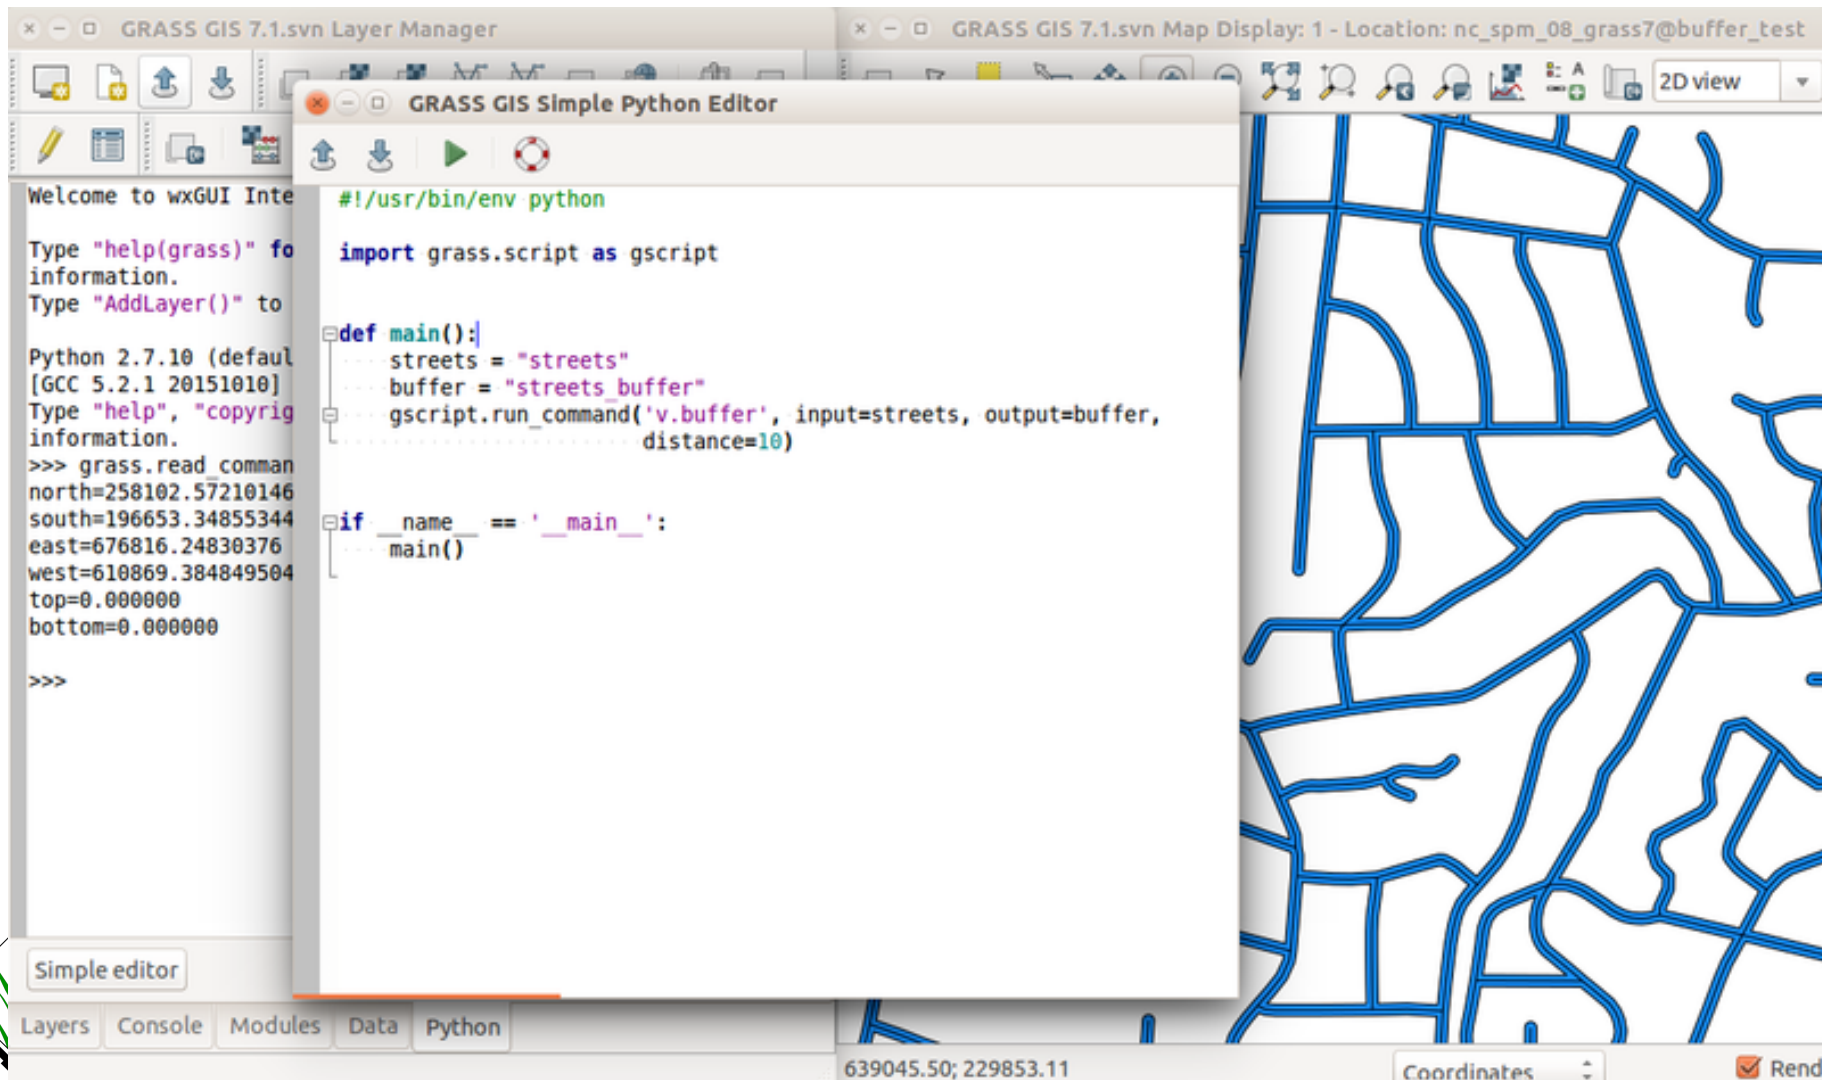 GRASS GIS 7.1.svn Layer Manager
GRASS GIS 7.1.svn Map Display: 1 - Location: nc_spm_08_grass7@buffer_test
2D view
GRASS GIS Simple Python Editor
Welcome to wxGUI Inte
Type "help(grass)" fo
information.
Type "AddLayer()" to
Python 2.7.10 (defaul
[GCC 5.2.1 20151010]
Type "help", "copyrig
information.
>>> grass.read_comman
north=258102.57210146
south=196653.34855344
east=676816.24830376
west=610869.384849504
top=0.000000
bottom=0.000000
>>>
#!/usr/bin/env python
import grass.script as gscript
def main():
    streets = "streets"
    buffer = "streets_buffer"
    gscript.run_command('v.buffer', input=streets, output=buffer,
                        distance=10)
if __name__ == '__main__':
    main()
Simple editor
Layers Console Modules Data Python
639045.50; 229853.11
Coordinates
Rend